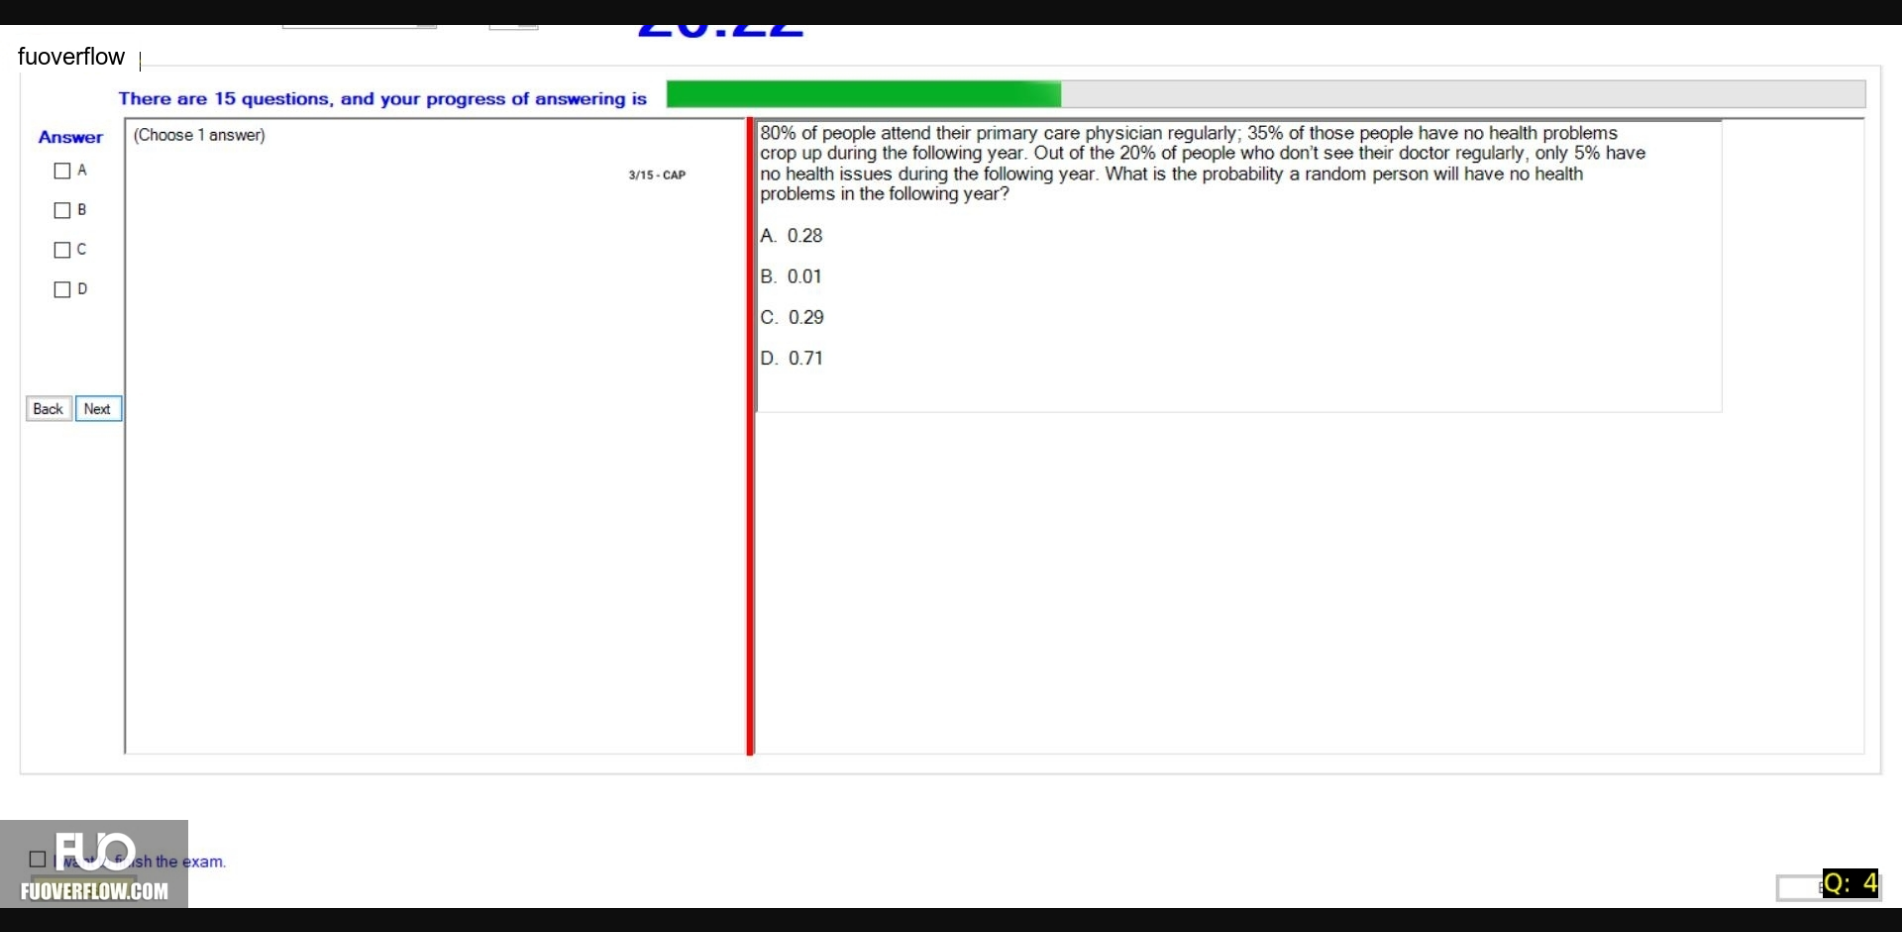 fuoverflow
There are 15 questions, and your progress of answering is
Answer
(Choose 1 answer)
A
3/15 - CAP
B
C
D
Back Next
80% of people attend their primary care physician regularly; 35% of those people have no health problems
crop up during the following year. Out of the 20% of people who don't see their doctor regularly, only 5% have
no health issues during the following year. What is the probability a random person will have no health
problems in the following year?
A. 0.28
B. 0.01
C. 0.29
D. 0.71
the exam.
FUO
FUOVERFLOW.COM
Q: 4